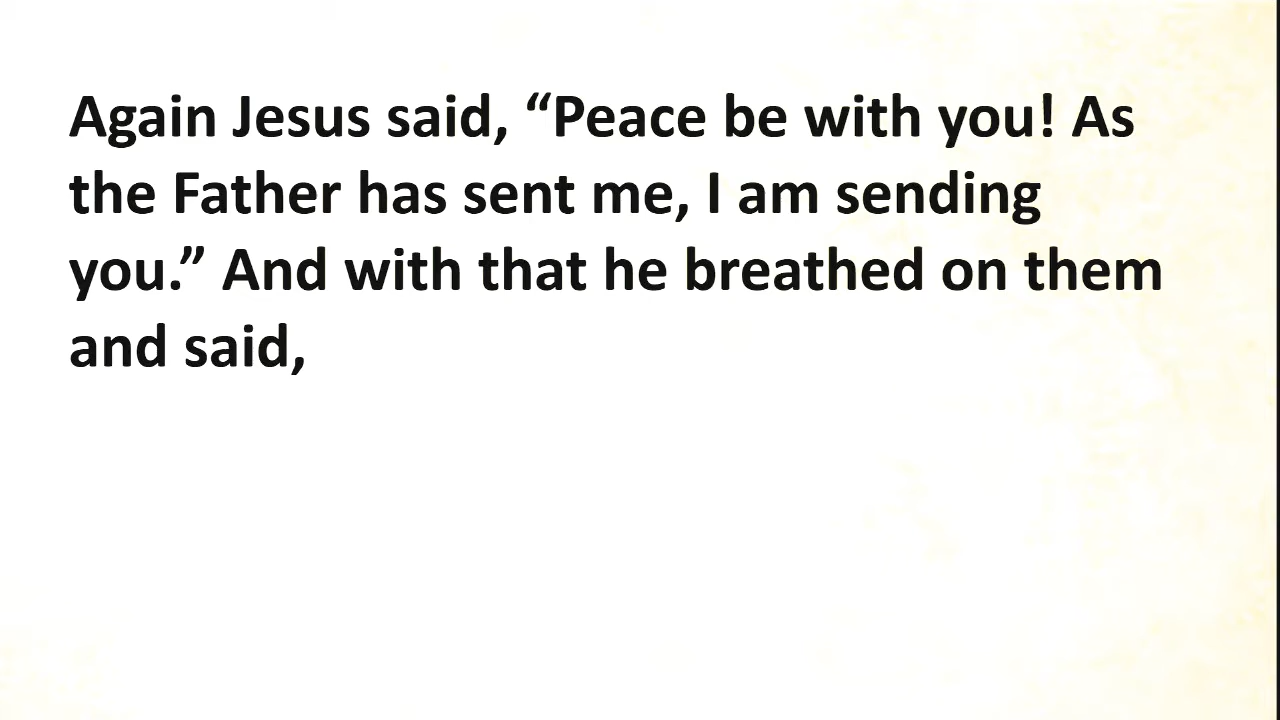 Again Jesus said, “Peace be with you! As
the Father has sent me, I am sending
you.” And with that he breathed on them
and said,